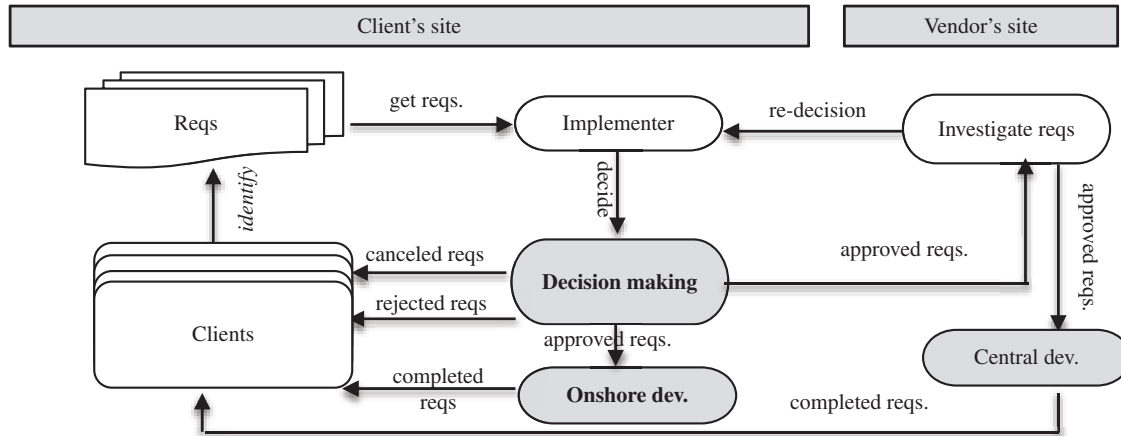 Client's site
Vendor's site
Reqs
get reqs.
Implementer
re-decision
Investigate reqs
identify
decide
approved reqs.
canceled reqs
Decision making
approved reqs.
rejected reqs
Clients
approved reqs.
Central dev.
completed
reqs
Onshore dev.
completed reqs.